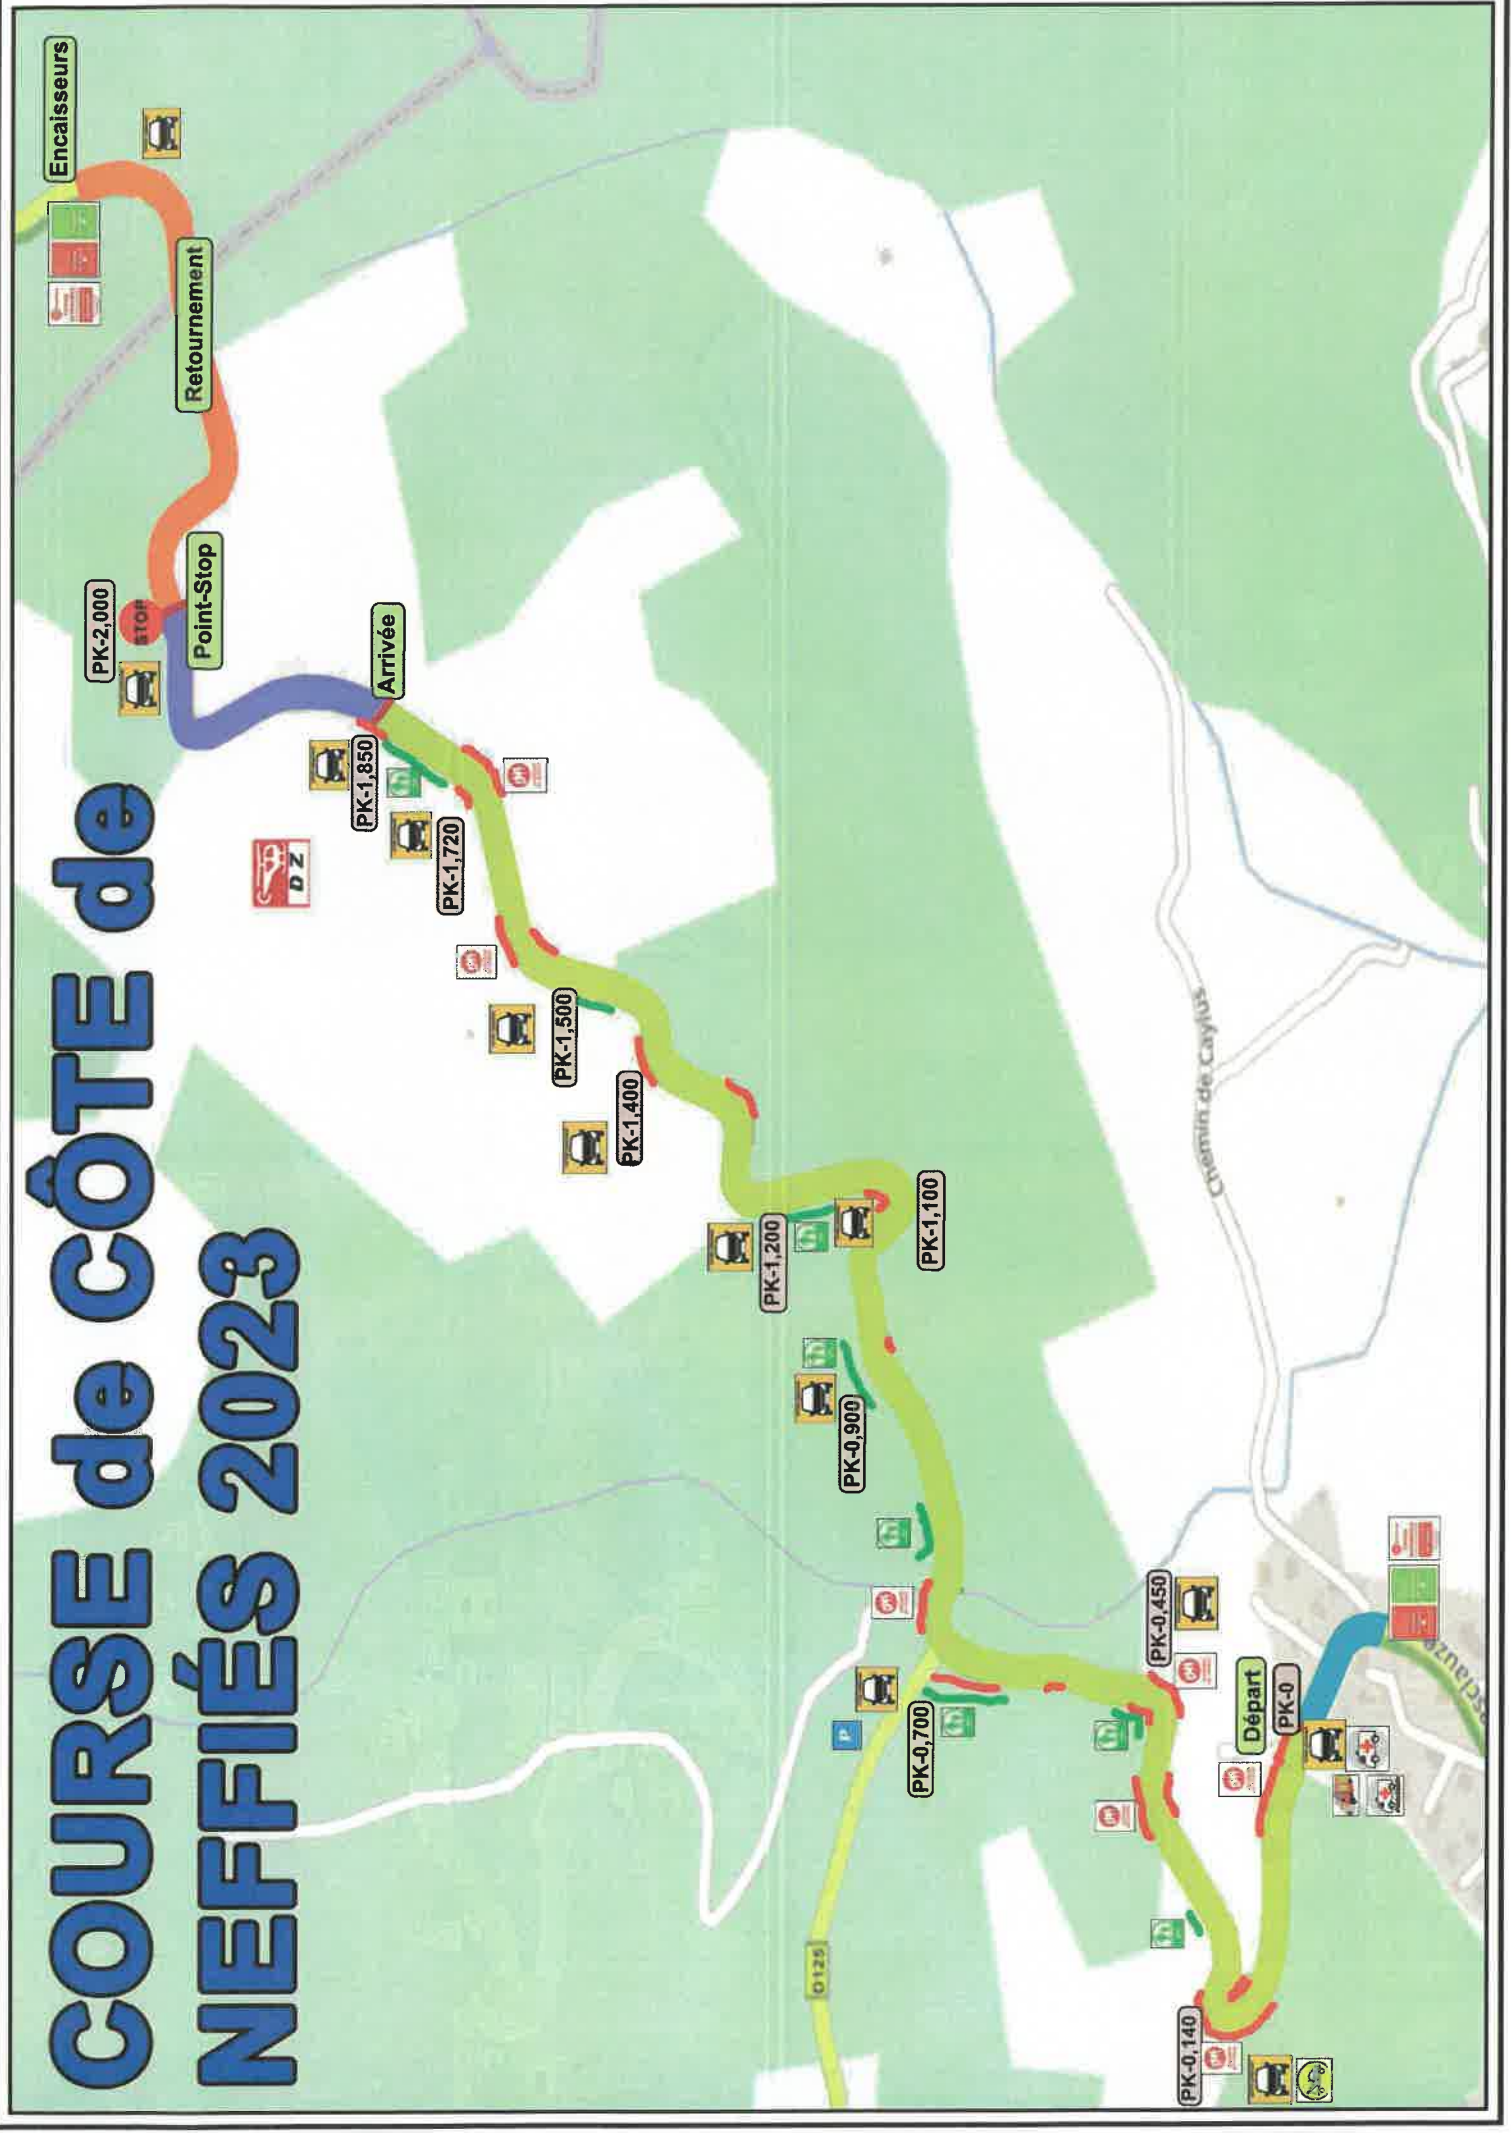 COURSE de CÔTE de
NEFFIÉS 2023
Encaisseurs
Retournement
PK-2,000
STOP
Point-Stop
Arrivée
PK-1,850
DZ
PK-1,720
PK-1,500
PK-1,400
PK-1,200
PK-1,100
PK-0,900
P
PK-0,700
D125
PK-0,450
Chemin de Caylus
Départ
PK-0
PK-0,140